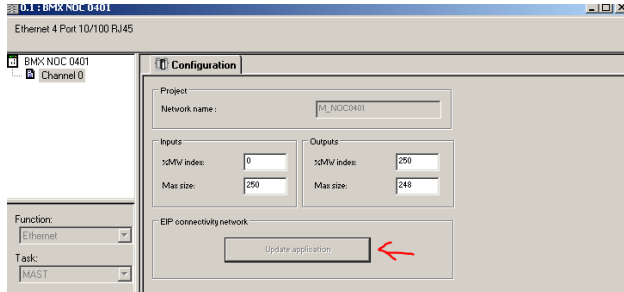 0.1 : BMX NOC 0401
Ethernet 4 Port 10/100 RJ45
BMX NOC 0401
Channel 0
Configuration
Project
Network name :
M_NOC0401
Inputs
%MW index:
0
Max size:
250
Outputs
%MW index:
250
Max size:
248
Function:
Ethernet
Task:
MAST
EIP connectivity network
Update application